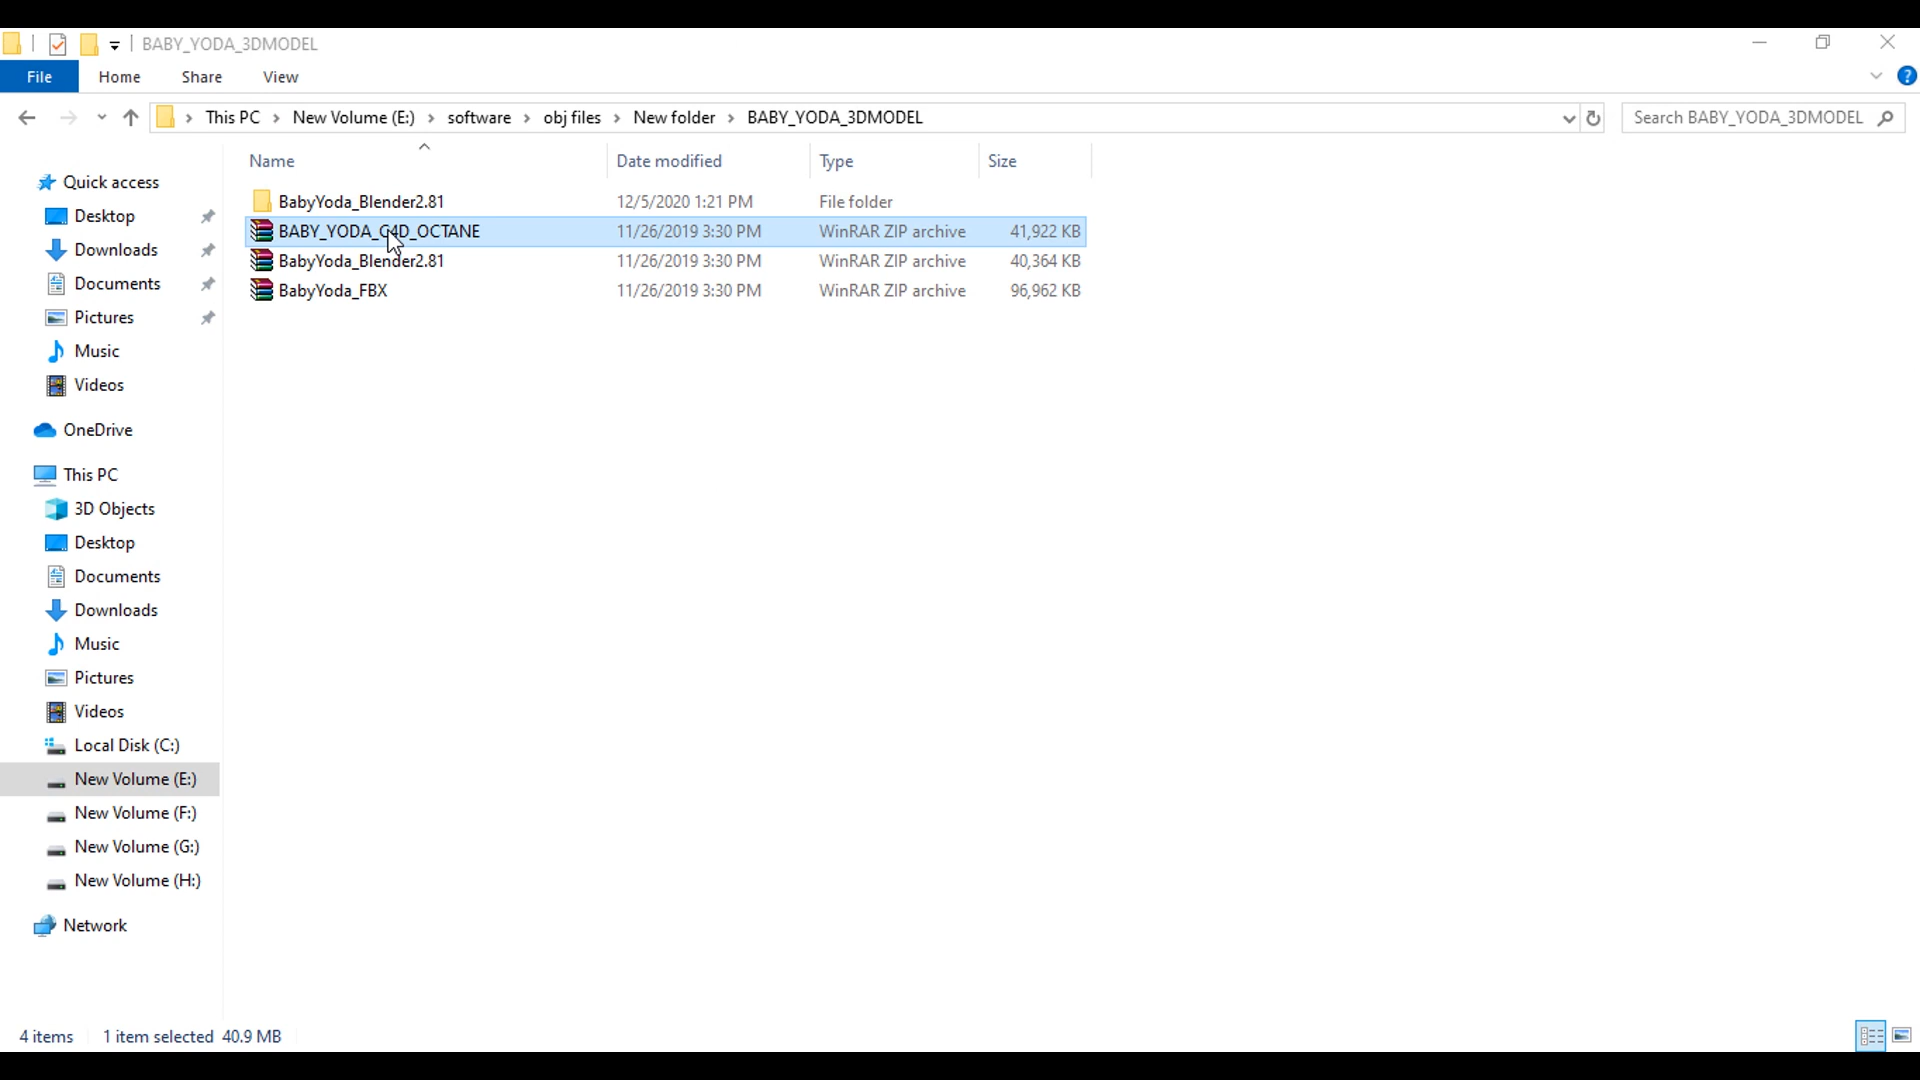 BABY_YODA_3DMODEL
File Home Share View
This PC New Volume (E:) software obj files New folder BABY_YODA_3DMODEL Search BABY_YODA_3DMODEL
Name Date modified Type Size
BabyYoda_Blender2.81 12/5/2020 1:21 PM File folder
BABY_YODA_C4D_OCTANE 11/26/2019 3:30 PM WinRAR ZIP archive 41,922 KB
BabyYoda_Blender2.81 11/26/2019 3:30 PM WinRAR ZIP archive 40,364 KB
BabyYoda_FBX 11/26/2019 3:30 PM WinRAR ZIP archive 96,962 KB
Quick access
Desktop
Downloads
Documents
Pictures
Music
Videos
OneDrive
This PC
3D Objects
Desktop
Documents
Downloads
Music
Pictures
Videos
Local Disk (C:)
New Volume (E:)
New Volume (F:)
New Volume (G:)
New Volume (H:)
Network
4 items 1 item selected 40.9 MB